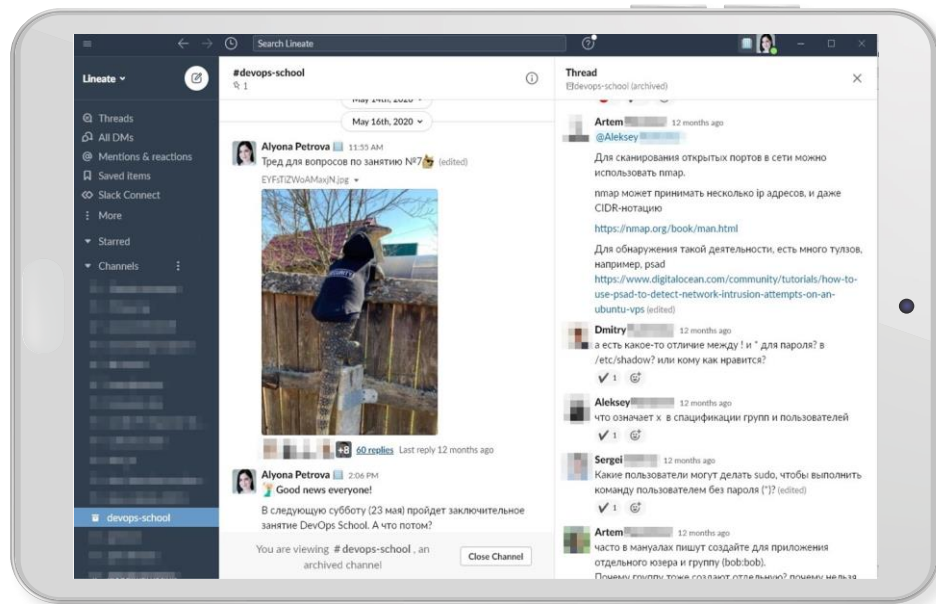 Search Lineate
Lineate
Threads
All DMs
Mentions & reactions
Saved items
Slack Connect
More
Starred
Channels
devops-school
#devops-school
1
May 14th, 2020
May 16th, 2020
Alyona Petrova 11:55 AM
Тред для вопросов по занятию №7 (edited)
EYFsTlZWoAMaxjN.jpg
SECURITY
+8 60 replies Last reply 12 months ago
Alyona Petrova 2:06 PM
Good news everyone!
В следующую субботу (23 мая) пройдет заключительное
занятие DevOps School. А что потом?
You are viewing # devops-school , an
archived channel
Close Channel
Thread
devops-school (archived)
Artem 12 months ago
@Aleksey
Для сканирования открытых портов в сети можно
использовать nmap.
nmap может принимать несколько ip адресов, и даже
CIDR-нотацию
https://nmap.org/book/man.html
Для обнаружения такой деятельности, есть много тулзов,
например, psad
https://www.digitalocean.com/community/tutorials/how-to-
use-psad-to-detect-network-intrusion-attempts-on-an-
ubuntu-vps (edited)
Dmitry 12 months ago
а есть какое-то отличие между ! и * для пароля? в
/etc/shadow? или кому как нравится?
1
Aleksey 12 months ago
что означает x в спацификации групп и пользователей
1
Sergei 12 months ago
Какие пользователи могут делать sudo, чтобы выполнить
команду пользователем без пароля (*)? (edited)
1
Artem 12 months ago
часто в мануалах пишут создайте для приложения
отдельного юзера и группу (bob:bob).
Почему группу тоже создают отдельную? почему нельзя